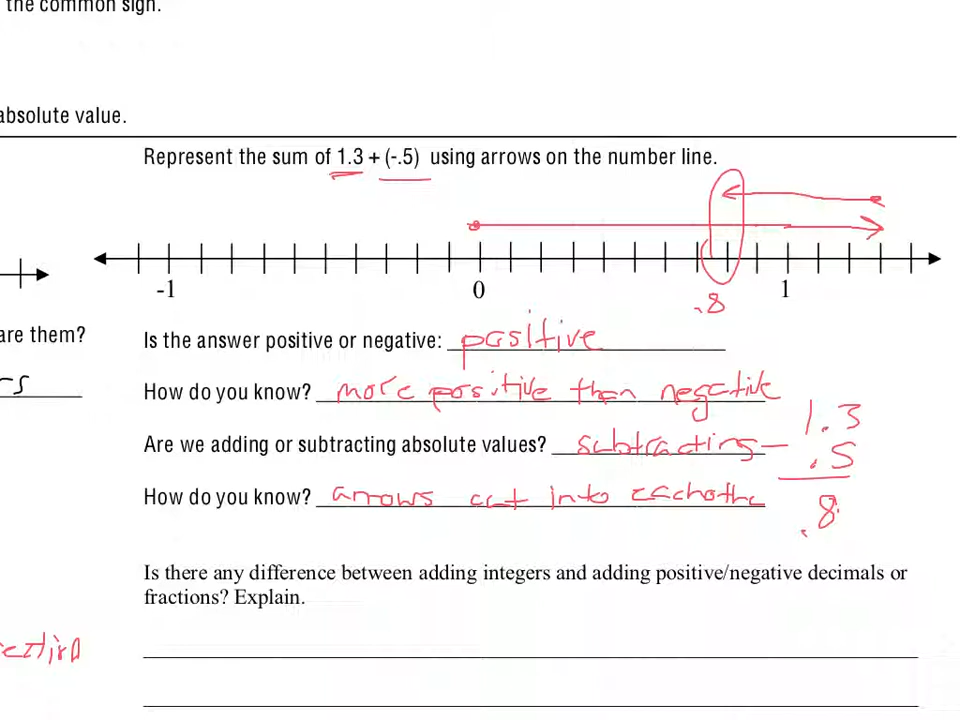 the common sign.
absolute value.
Represent the sum of 1.3 + (-.5) using arrows on the number line.
-1 0 1
.8
are them?
Is the answer positive or negative: positive
rs
How do you know? more positive than negative
1.3
Are we adding or subtracting absolute values? subtracting
- .5
How do you know? arrows cut into eachothe
.8
Is there any difference between adding integers and adding positive/negative decimals or
fractions? Explain.